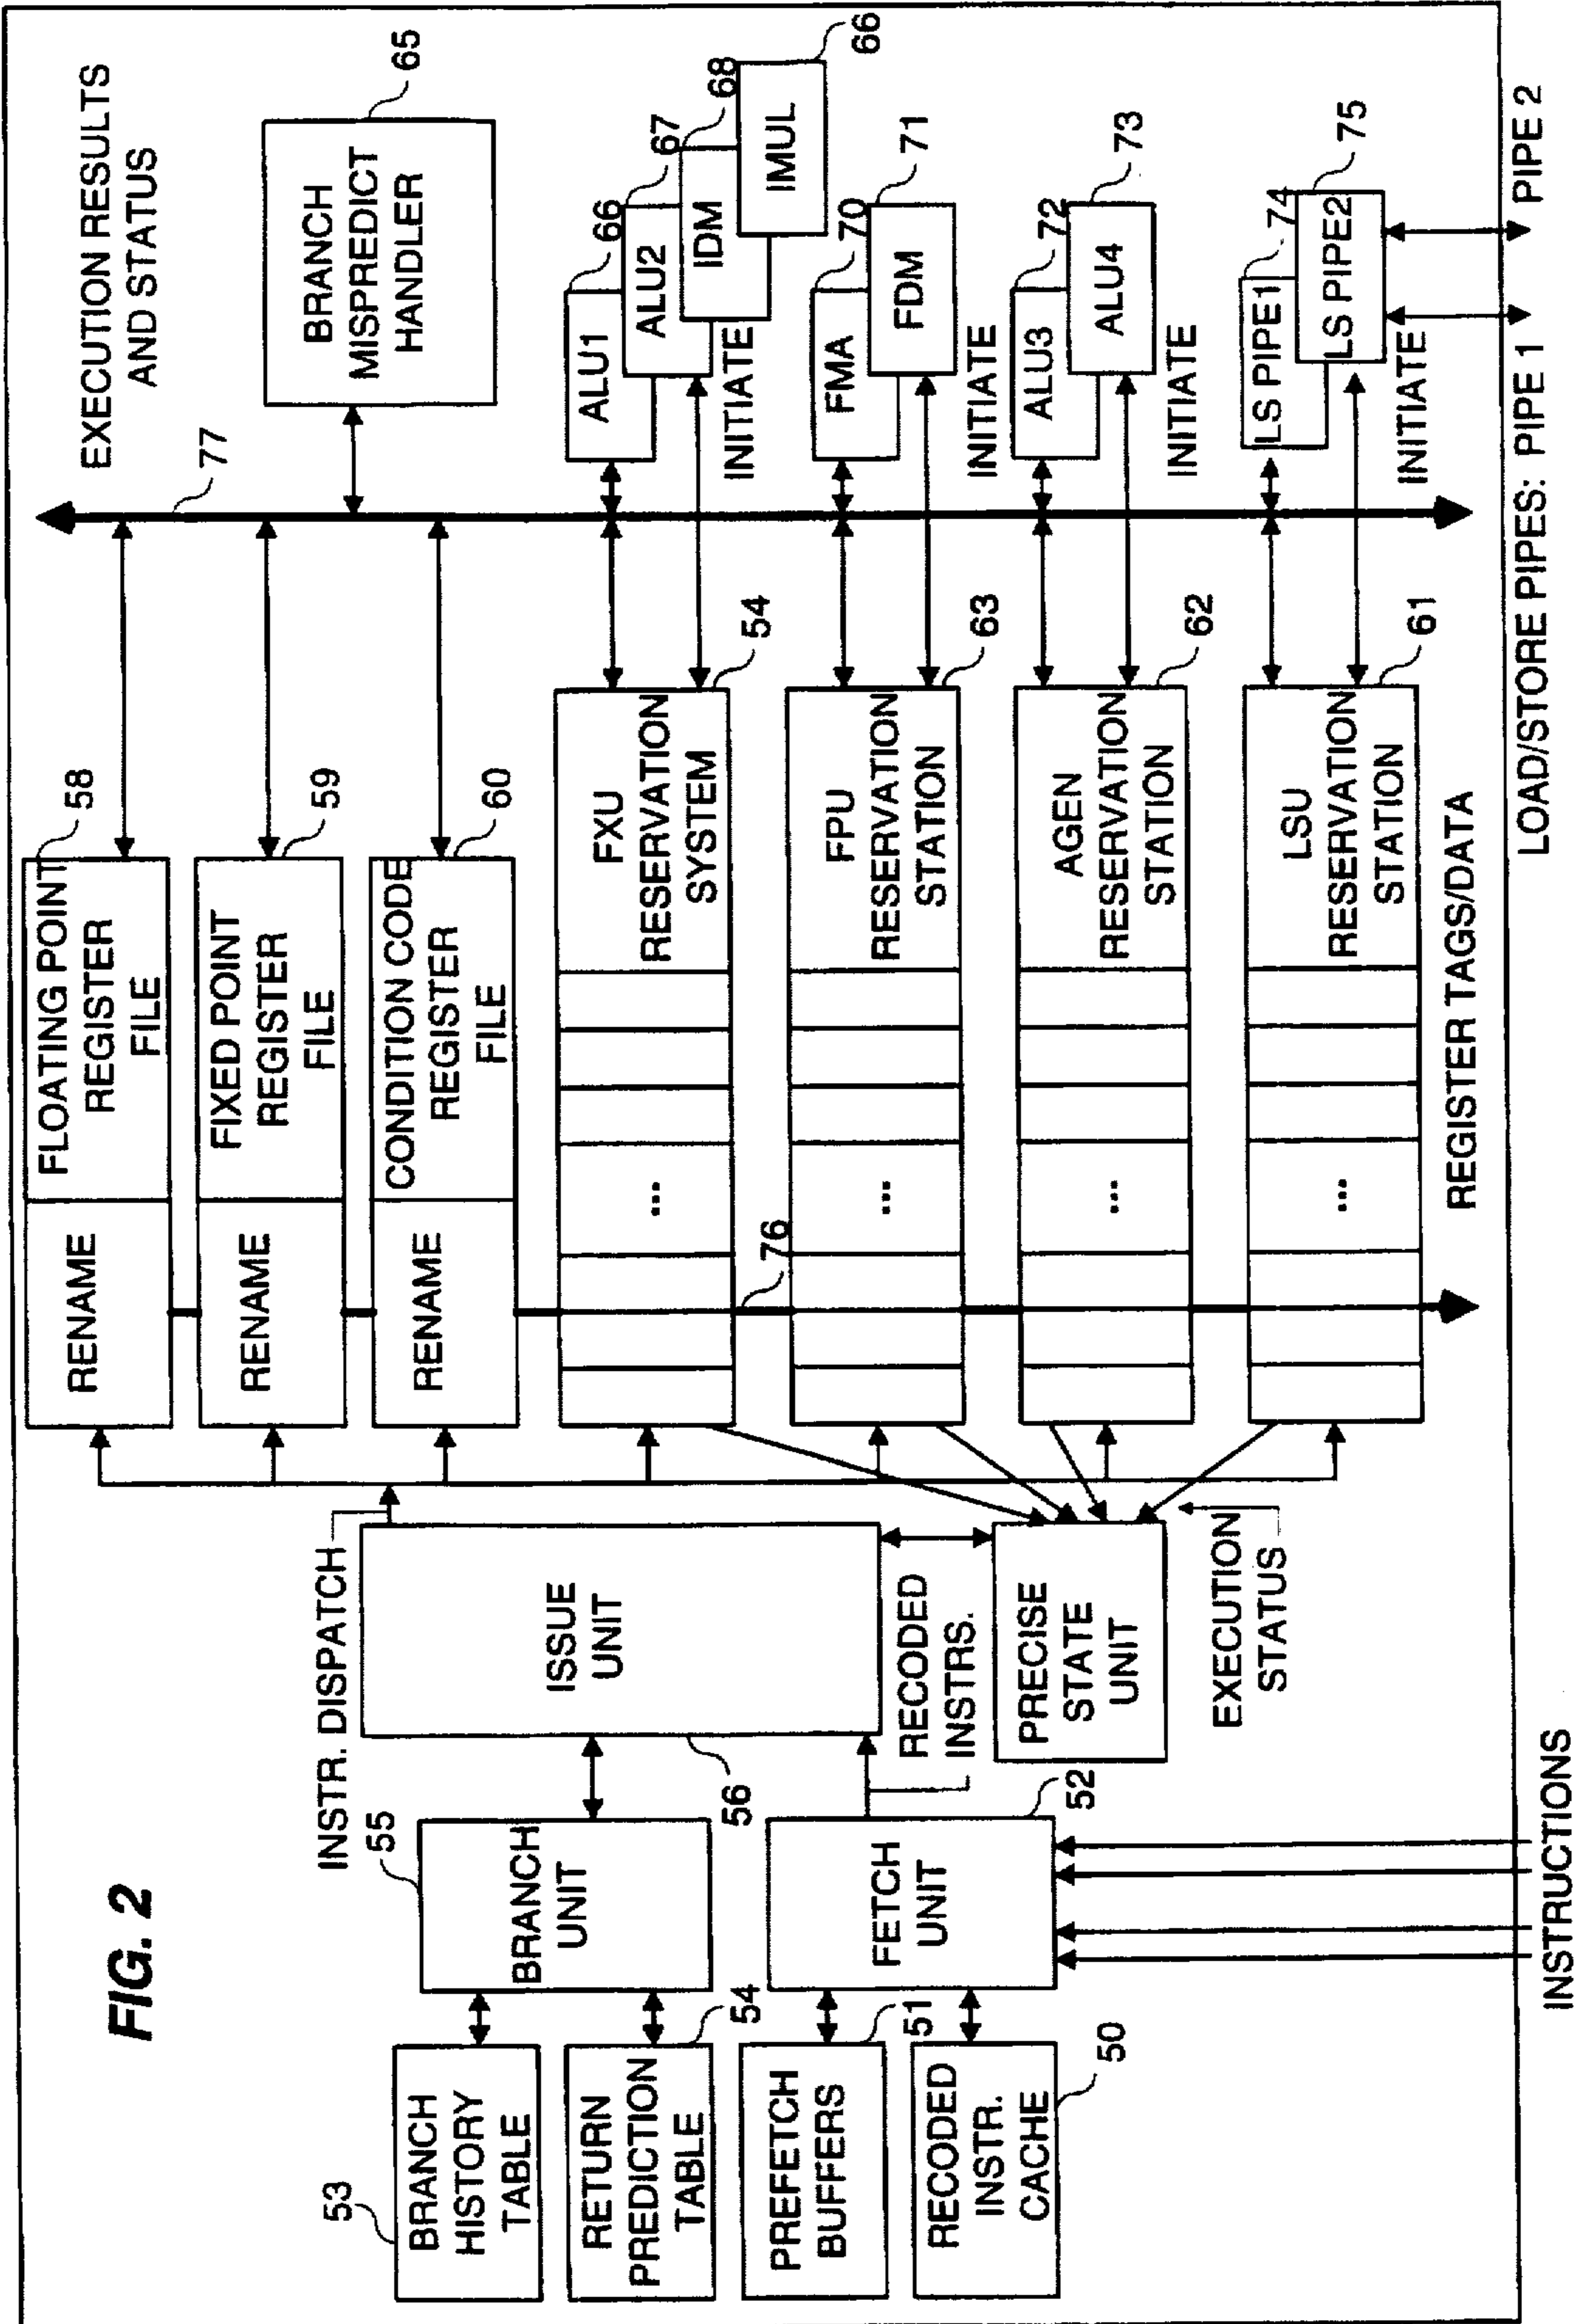 FIG. 2
53
BRANCH
HISTORY
TABLE
RETURN
PREDICTION
TABLE
54
PREFETCH
BUFFERS
51
RECODED
INSTR.
CACHE
50
55
BRANCH
UNIT
FETCH
UNIT
52
INSTRUCTIONS
INSTR. DISPATCH
ISSUE
UNIT
56
RECODED
INSTRS.
PRECISE
STATE
UNIT
EXECUTION
STATUS
RENAME
FLOATING POINT
REGISTER
FILE
58
RENAME
FIXED POINT
REGISTER
FILE
59
RENAME
CONDITION CODE
REGISTER
FILE
60
...
FXU
RESERVATION
SYSTEM
54
76
...
FPU
RESERVATION
STATION
63
...
AGEN
RESERVATION
STATION
62
...
LSU
RESERVATION
STATION
61
REGISTER TAGS/DATA
77
EXECUTION RESULTS
AND STATUS
BRANCH
MISPREDICT
HANDLER
65
ALU1
66
ALU2
67
IDM
68
IMUL
66
INITIATE
FMA
70
FDM
71
INITIATE
ALU3
72
ALU4
73
INITIATE
LS PIPE1
74
LS PIPE2
75
INITIATE
LOAD/STORE PIPES: PIPE 1 PIPE 2